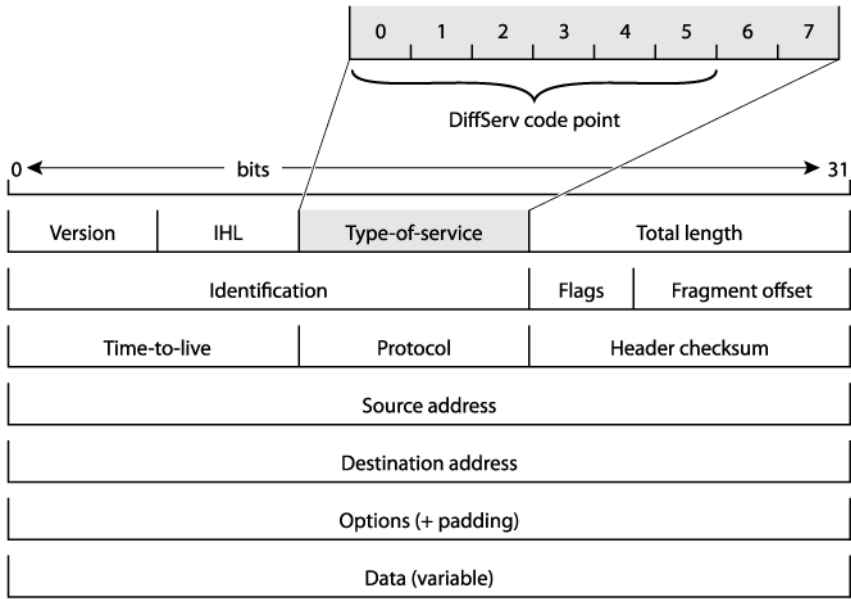 0 1 2 3 4 5 6 7
DiffServ code point
0 bits 31
Version IHL Type-of-service Total length
Identification Flags Fragment offset
Time-to-live Protocol Header checksum
Source address
Destination address
Options (+ padding)
Data (variable)